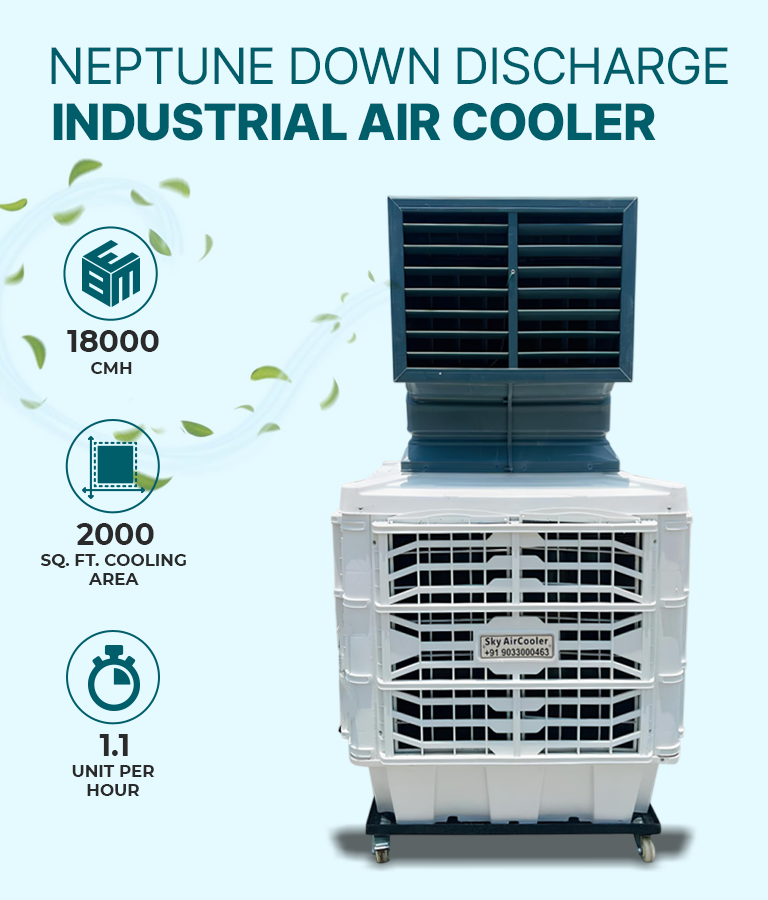 NEPTUNE DOWN DISCHARGE
INDUSTRIAL AIR COOLER
18000
CMH
2000
SQ. FT. COOLING
AREA
Sky AirCooler
+91 9033000463
1.1
UNIT PER
HOUR